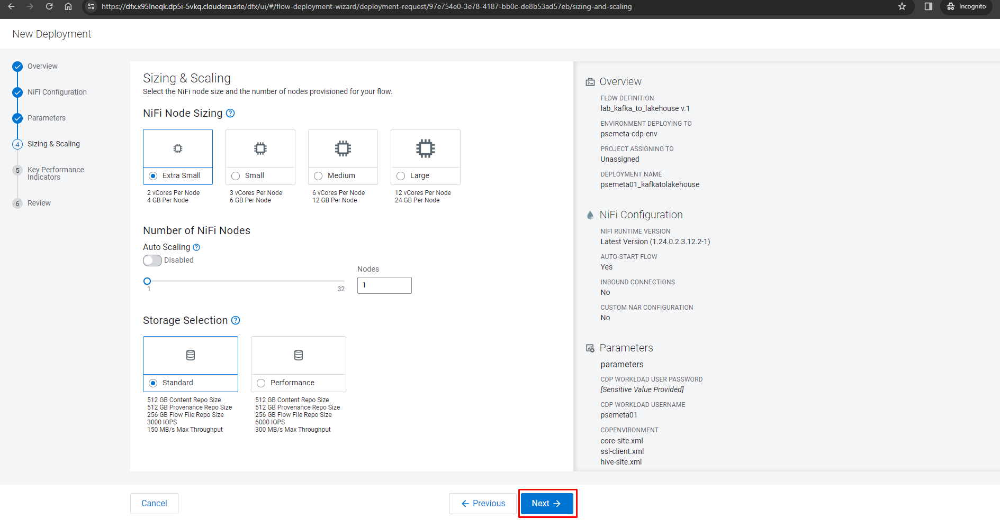 https://dfx.x95lneqk.dp5i-5vkq.cloudera.site/dfx/ui/#/flow-deployment-wizard/deployment-request/97e754e0-3e78-4187-bb0c-de8b53ad57eb/sizing-and-scaling
Incognito
New Deployment
Overview
NiFi Configuration
Parameters
4 Sizing & Scaling
5 Key Performance
Indicators
6 Review
Sizing & Scaling
Select the NiFi node size and the number of nodes provisioned for your flow.
NiFi Node Sizing ?
Extra Small
2 vCores Per Node
4 GB Per Node
Small
3 vCores Per Node
6 GB Per Node
Medium
6 vCores Per Node
12 GB Per Node
Large
12 vCores Per Node
24 GB Per Node
Number of NiFi Nodes
Auto Scaling ?
Disabled
1
32
Nodes
1
Storage Selection ?
Standard
512 GB Content Repo Size
512 GB Provenance Repo Size
256 GB Flow File Repo Size
3000 IOPS
150 MB/s Max Throughput
Performance
512 GB Content Repo Size
512 GB Provenance Repo Size
256 GB Flow File Repo Size
6000 IOPS
300 MB/s Max Throughput
Overview
FLOW DEFINITION
lab_kafka_to_lakehouse v.1
ENVIRONMENT DEPLOYING TO
psemeta-cdp-env
PROJECT ASSIGNING TO
Unassigned
DEPLOYMENT NAME
psemeta01_kafkatolakehouse
NiFi Configuration
NIFI RUNTIME VERSION
Latest Version (1.24.0.2.3.12.2-1)
AUTO-START FLOW
Yes
INBOUND CONNECTIONS
No
CUSTOM NAR CONFIGURATION
No
Parameters
parameters
CDP WORKLOAD USER PASSWORD
[Sensitive Value Provided]
CDP WORKLOAD USERNAME
psemeta01
CDPENVIRONMENT
core-site.xml
ssl-client.xml
hive-site.xml
Cancel
Previous
Next